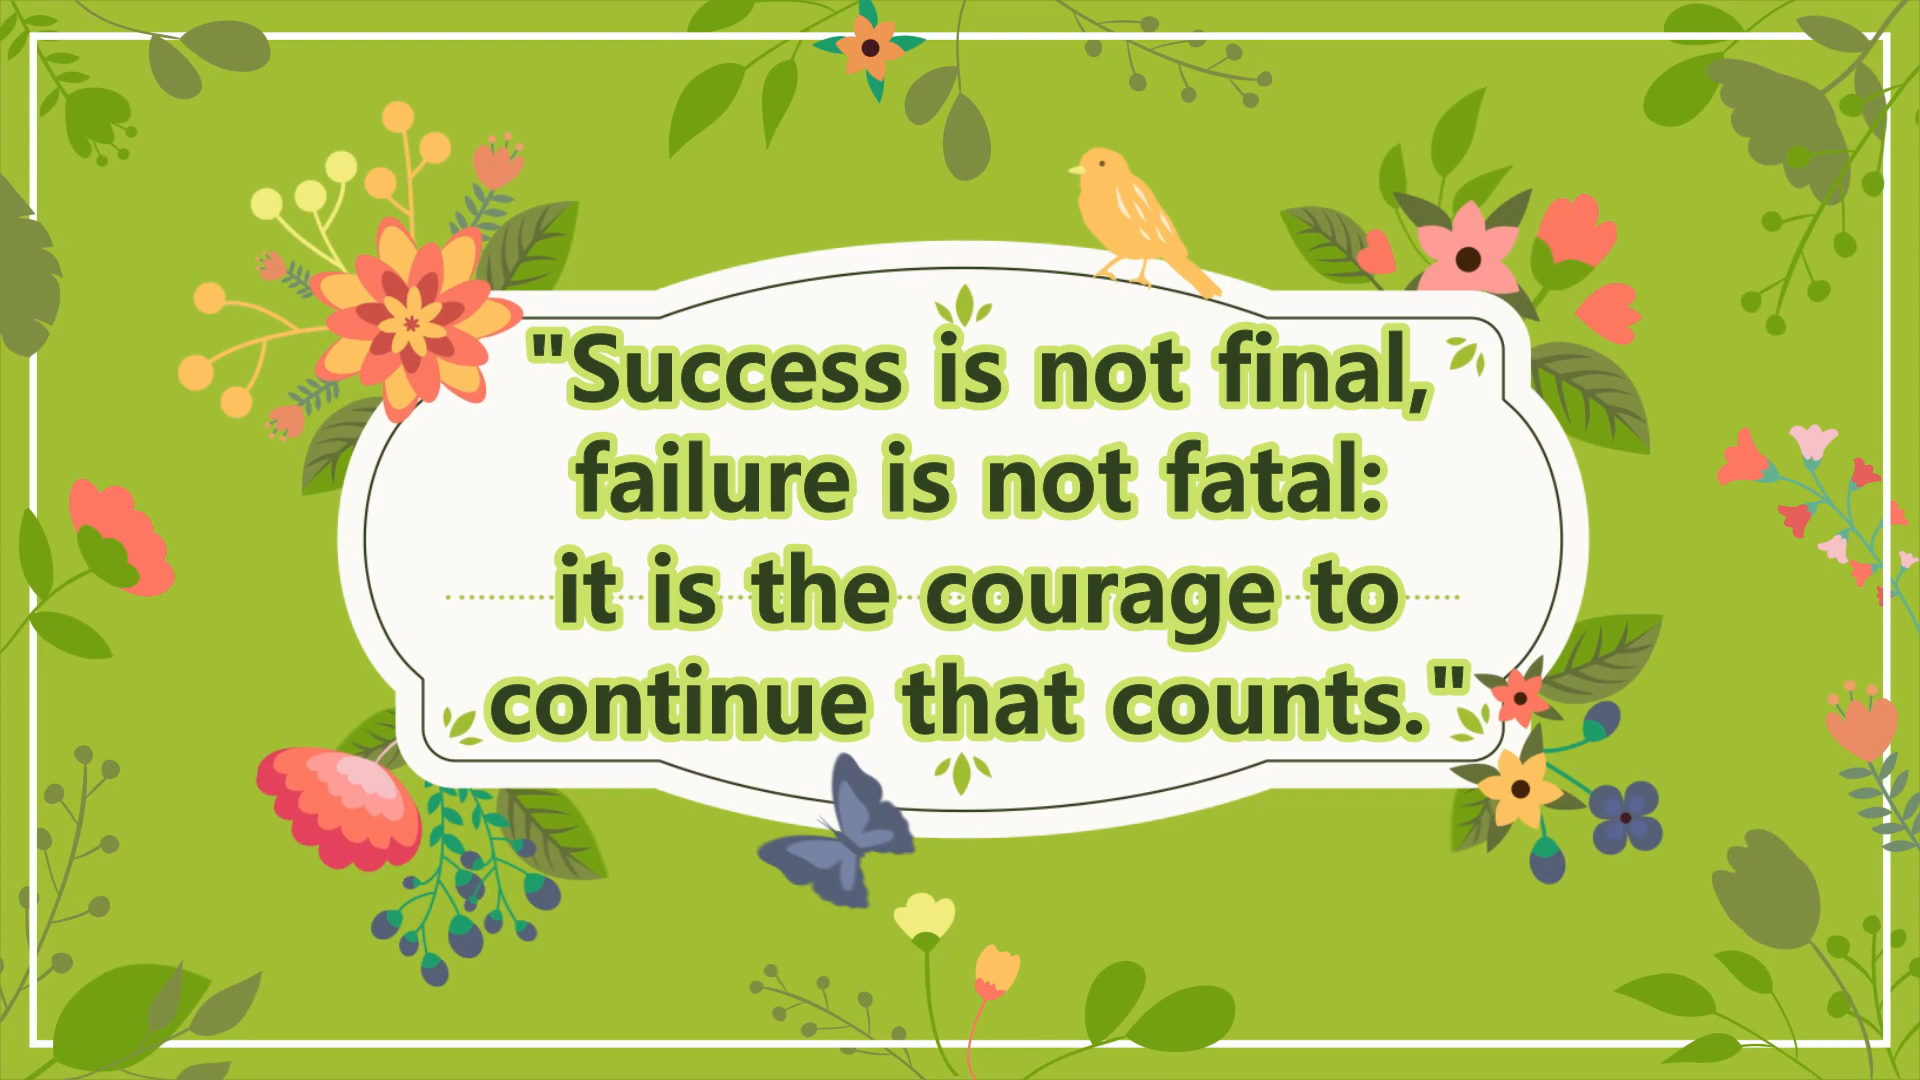 "Success is not final,
failure is not fatal:
it is the courage to
continue that counts."